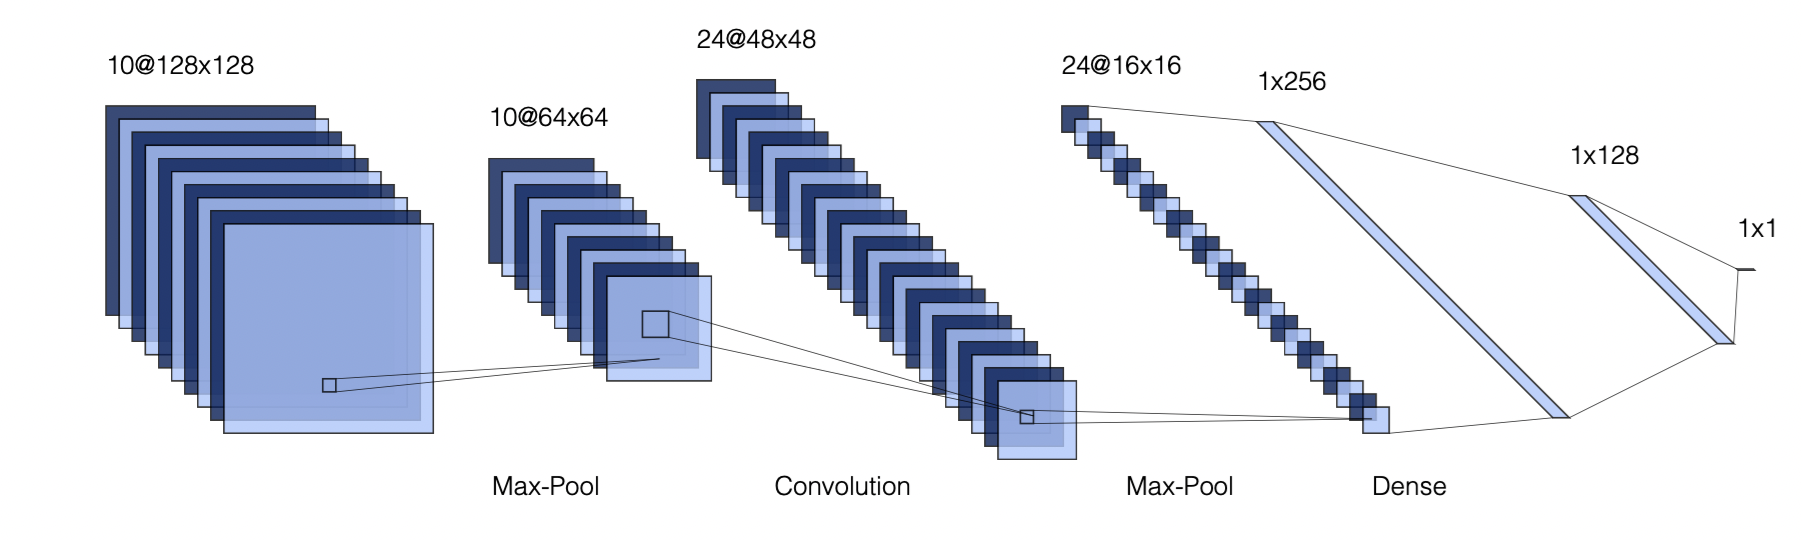 10@128x128
10@64x64
24@48x48
24@16x16
1x256
1x128
1x1
Max-Pool
Convolution
Max-Pool
Dense